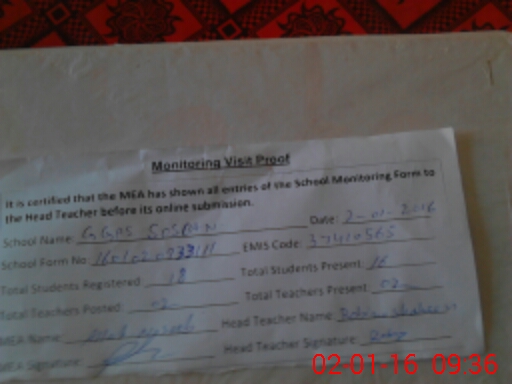 Monitoring Visit Proof
It is certified that the MEA has shown all entries of the School Monitoring Form to
the Head Teacher before its online submission.
School Name: GGPS Date: 2-01-2016
School Form No EMIS Code: 37410565
Total Students Registered 18 Total Students Present: 16
Total Teachers Posted: 02 Total Teachers Present: 02
MEA Name: Head Teacher Name:
MEA Signature: Head Teacher Signature:
02-01-16 09:36